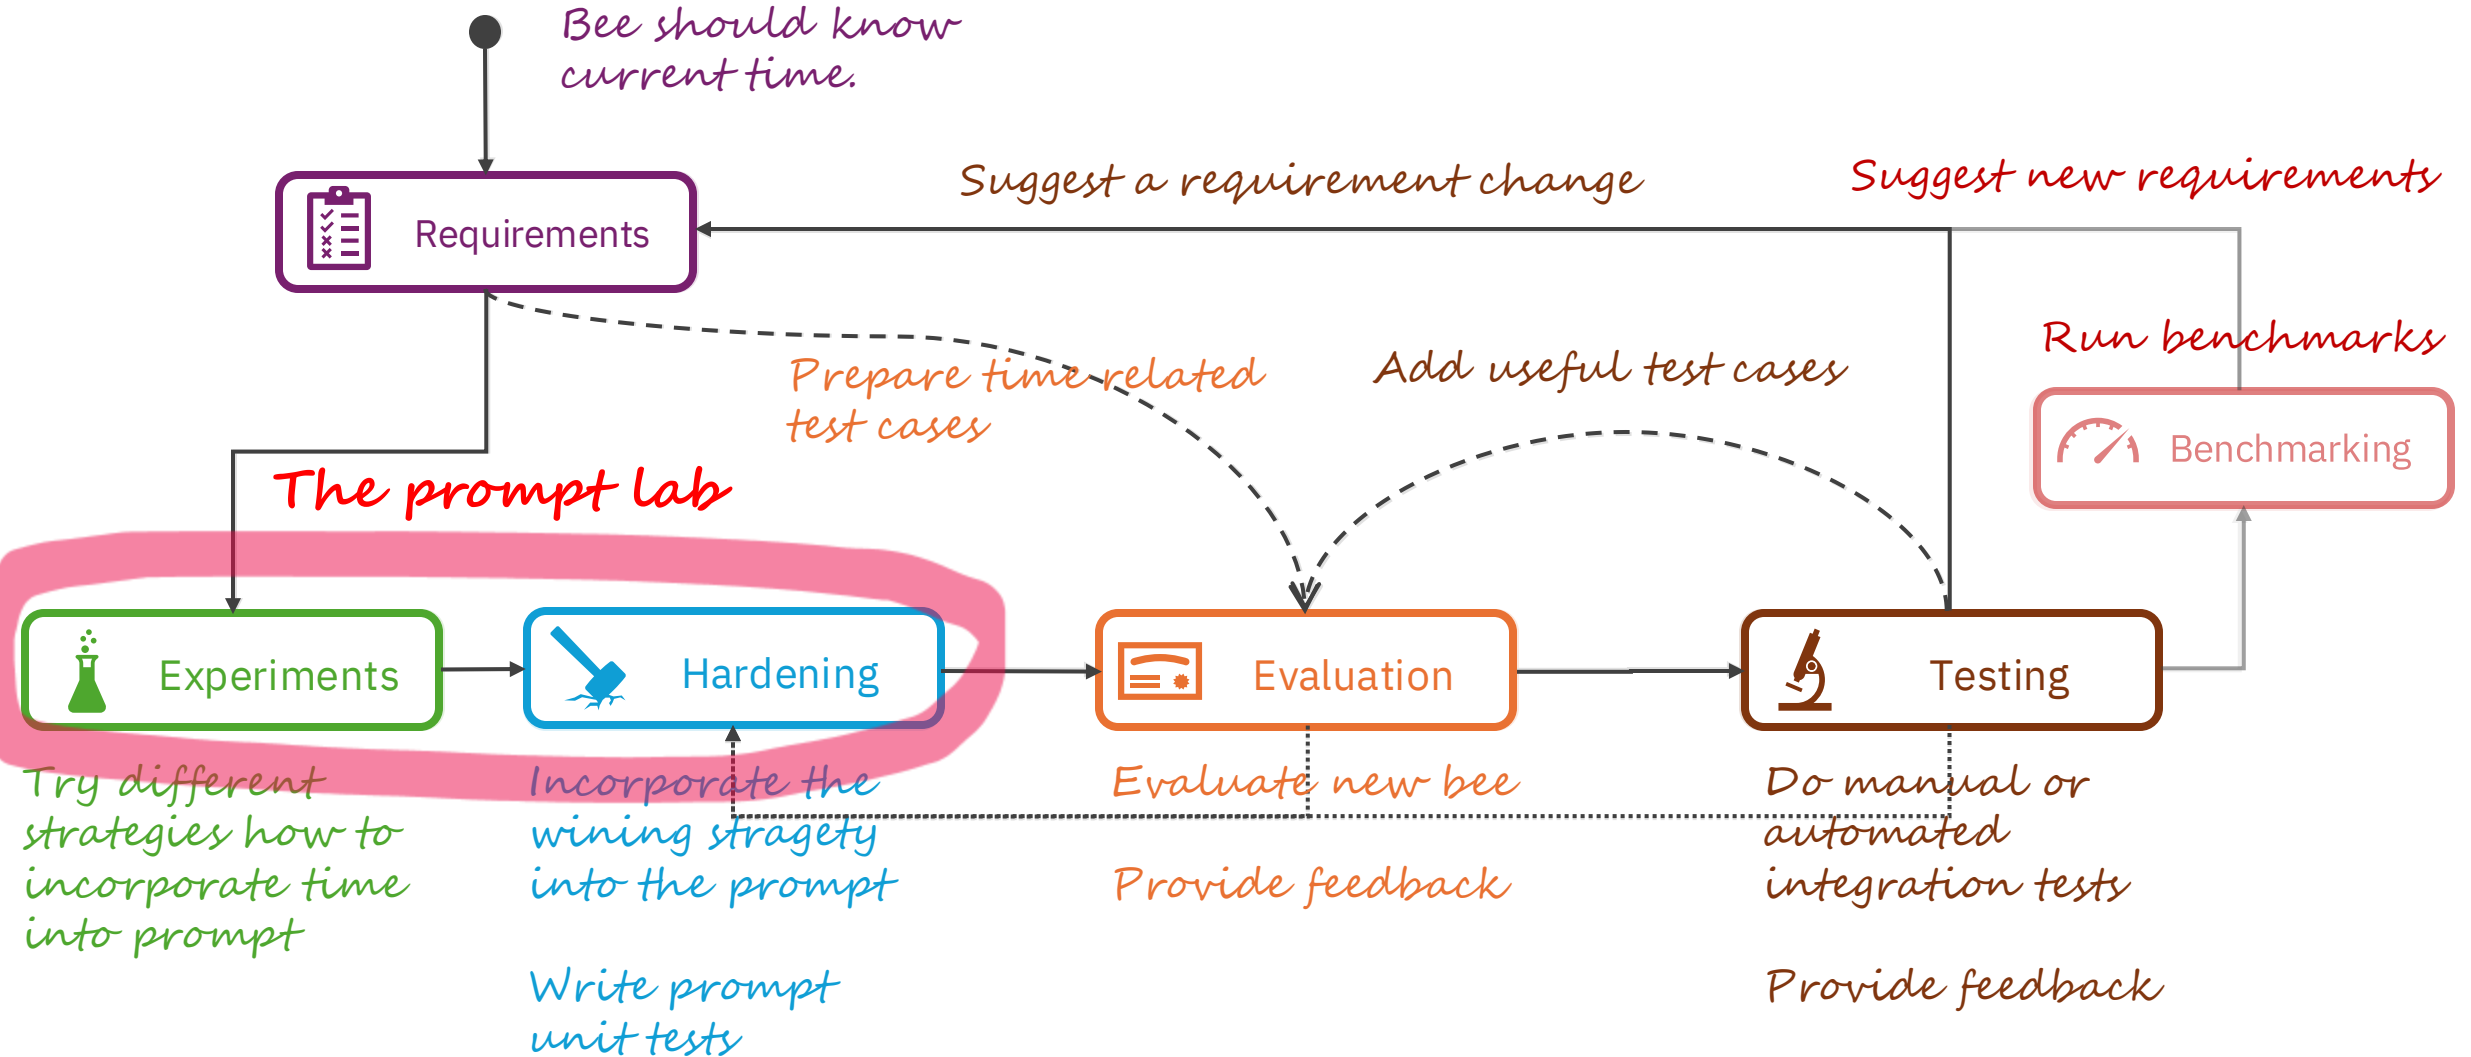 Bee should know
current time.
Suggest a requirement change
Suggest new requirements
Requirements
Run benchmarks
Prepare time related
test cases
Add useful test cases
Benchmarking
The prompt lab
Experiments
Hardening
Evaluation
Testing
Try different
strategies how to
incorporate time
into prompt
Incorporate the
wining stragety
into the prompt
Write prompt
unit tests
Evaluate new bee
Provide feedback
Do manual or
automated
integration tests
Provide feedback